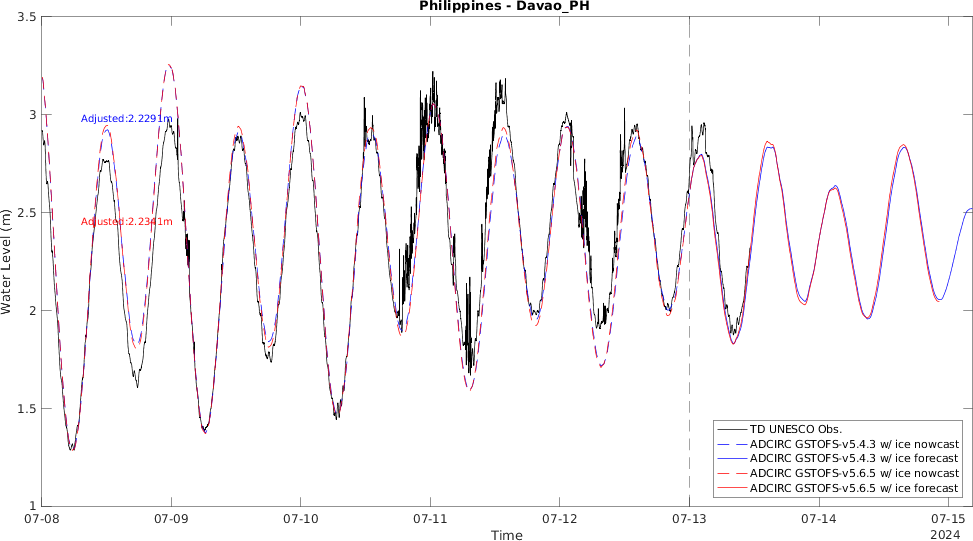 Philippines - Davao_PH
3.5
3
2.5
2
1.5
1
Water Level (m)
Adjusted:2.2291m
Adjusted:2.2341m
TD UNESCO Obs.
ADCIRC GSTOFS-v5.4.3 w/ ice nowcast
ADCIRC GSTOFS-v5.4.3 w/ ice forecast
ADCIRC GSTOFS-v5.6.5 w/ ice nowcast
ADCIRC GSTOFS-v5.6.5 w/ ice forecast
07-08 07-09 07-10 07-11 07-12 07-13 07-14 07-15
Time
2024